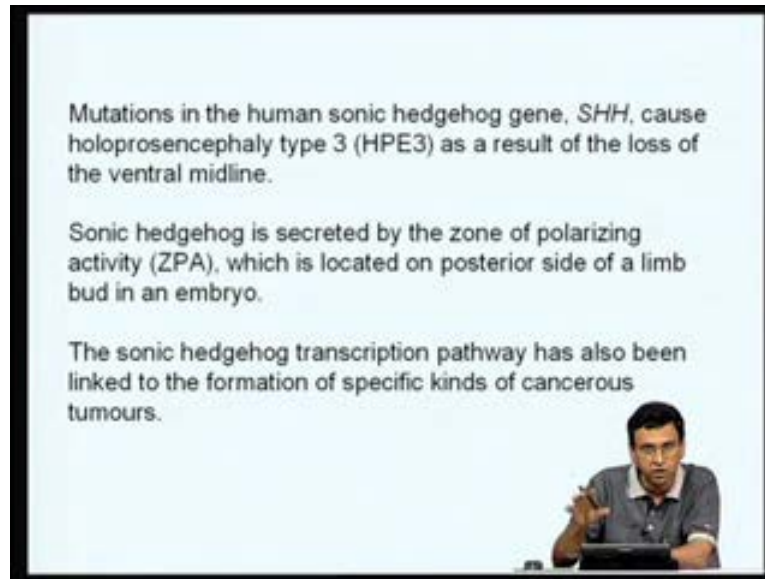 Mutations in the human sonic hedgehog gene, SHH, cause
holoprosencephaly type 3 (HPE3) as a result of the loss of
the ventral midline.
Sonic hedgehog is secreted by the zone of polarizing
activity (ZPA), which is located on posterior side of a limb
bud in an embryo.
The sonic hedgehog transcription pathway has also been
linked to the formation of specific kinds of cancerous
tumours.